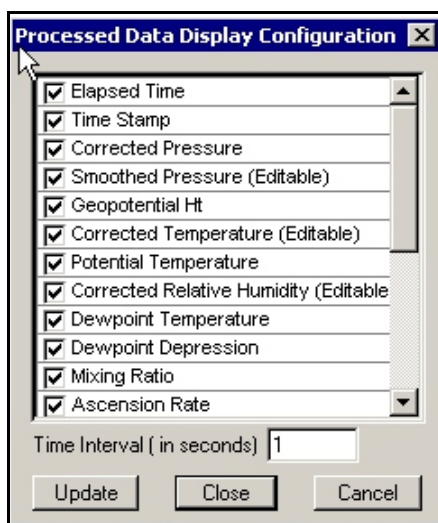 Processed Data Display Configuration
Elapsed Time
Time Stamp
Corrected Pressure
Smoothed Pressure (Editable)
Geopotential Ht
Corrected Temperature (Editable)
Potential Temperature
Corrected Relative Humidity (Editable
Dewpoint Temperature
Dewpoint Depression
Mixing Ratio
Ascension Rate
Time Interval ( in seconds) 1
Update Close Cancel